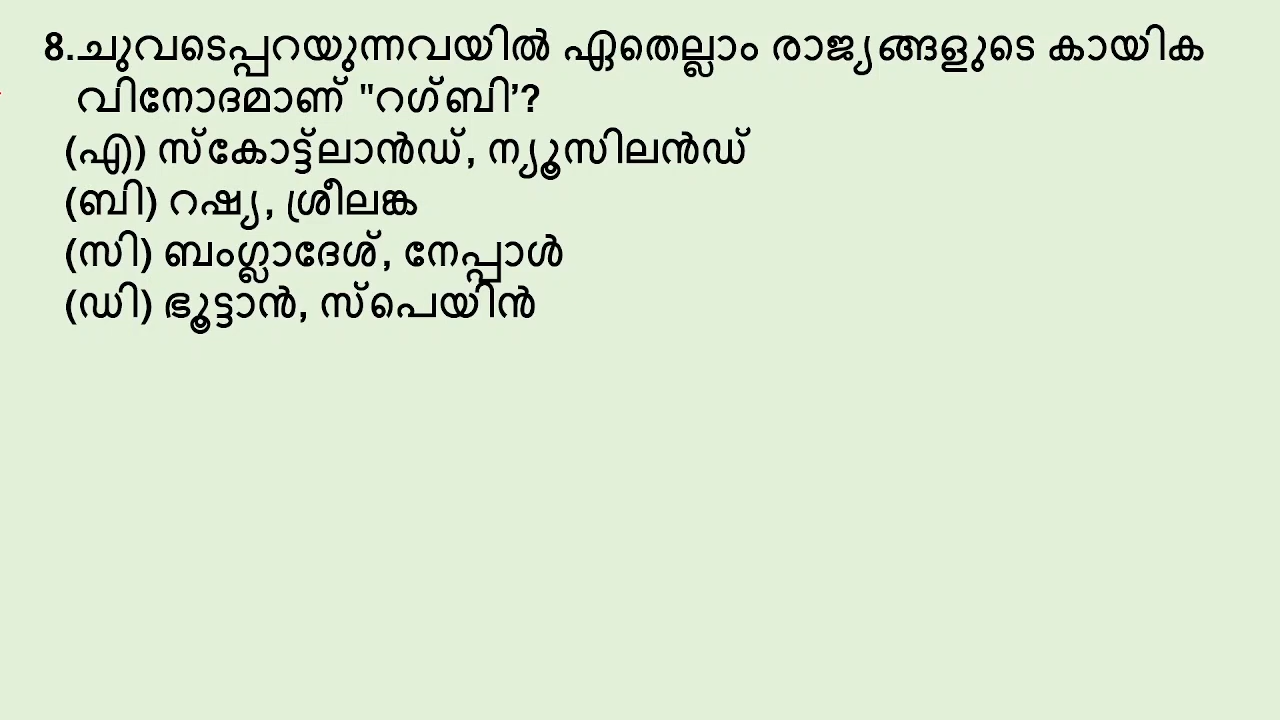 8.ചുവടെപ്പറയുന്നവയിൽ ഏതെല്ലാം രാജ്യങ്ങളുടെ കായിക
വിനോദമാണ് "റഗ്ബി’?
(എ) സ്കോട്ട്ലാൻഡ്, ന്യൂസിലൻഡ്
(ബി) റഷ്യ, ശ്രീലങ്ക
(സി) ബംഗ്ലാദേശ്, നേപ്പാൾ
(ഡി) ഭൂട്ടാൻ, സ്പെയിൻ